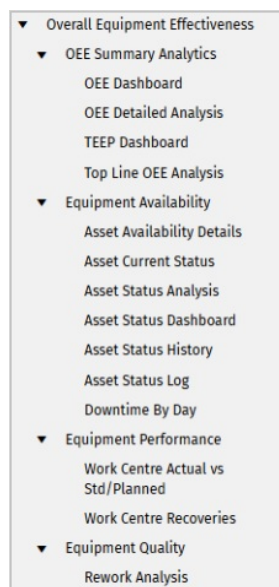 Overall Equipment Effectiveness
OEE Summary Analytics
OEE Dashboard
OEE Detailed Analysis
TEEP Dashboard
Top Line OEE Analysis
Equipment Availability
Asset Availability Details
Asset Current Status
Asset Status Analysis
Asset Status Dashboard
Asset Status History
Asset Status Log
Downtime By Day
Equipment Performance
Work Centre Actual vs
Std/Planned
Work Centre Recoveries
Equipment Quality
Rework Analysis